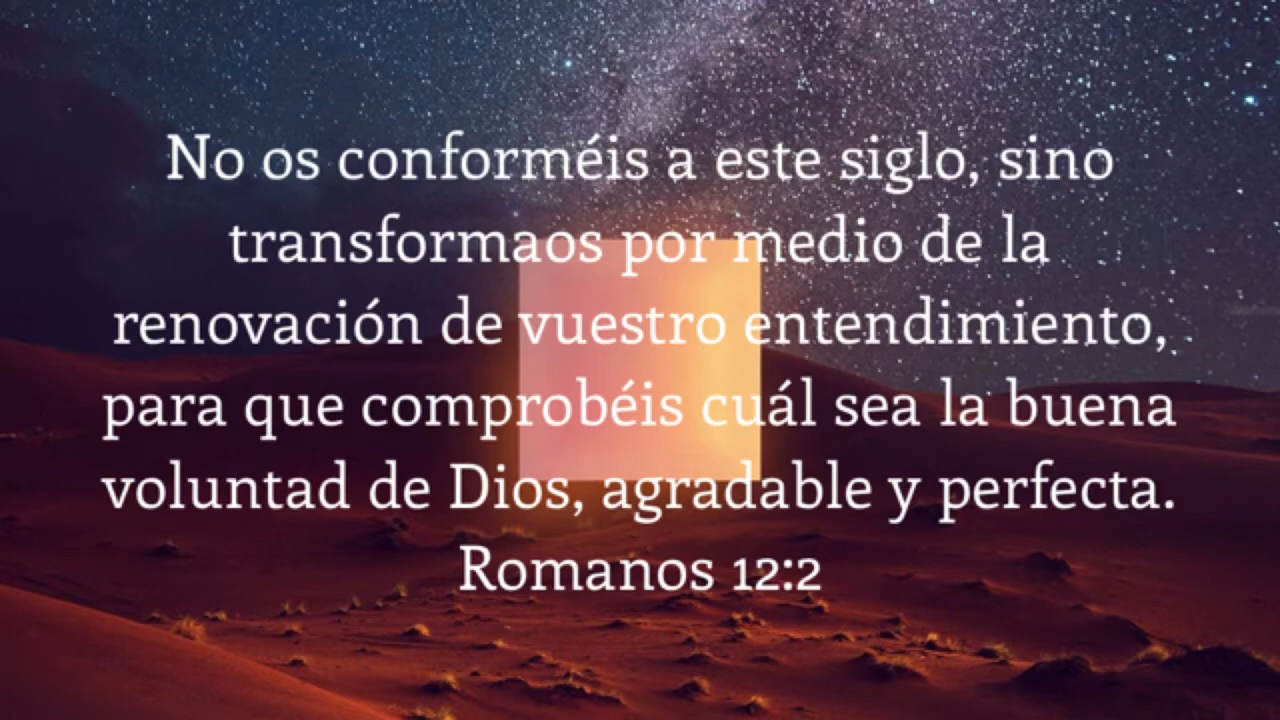 No os conforméis a este siglo, sino
transformaos por medio de la
renovación de vuestro entendimiento,
para que comprobéis cuál sea la buena
voluntad de Dios, agradable y perfecta.
Romanos 12:2